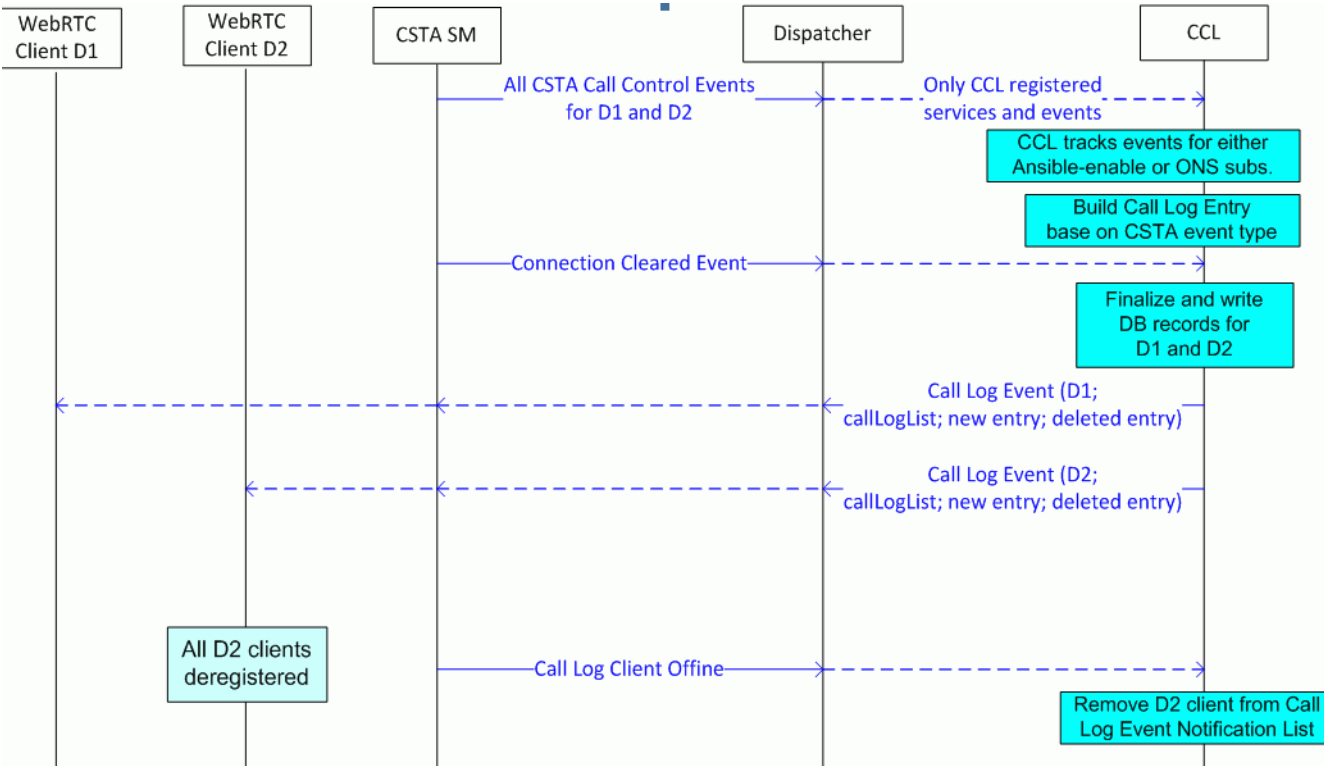 WebRTC
Client D1
WebRTC
Client D2
CSTA SM
Dispatcher
CCL
All CSTA Call Control Events
for D1 and D2
Only CCL registered
services and events
CCL tracks events for either
Ansible-enable or ONS subs.
Build Call Log Entry
base on CSTA event type
Connection Cleared Event
Finalize and write
DB records for
D1 and D2
Call Log Event (D1;
callLogList; new entry; deleted entry)
Call Log Event (D2;
callLogList; new entry; deleted entry)
All D2 clients
deregistered
Call Log Client Offine
Remove D2 client from Call
Log Event Notification List